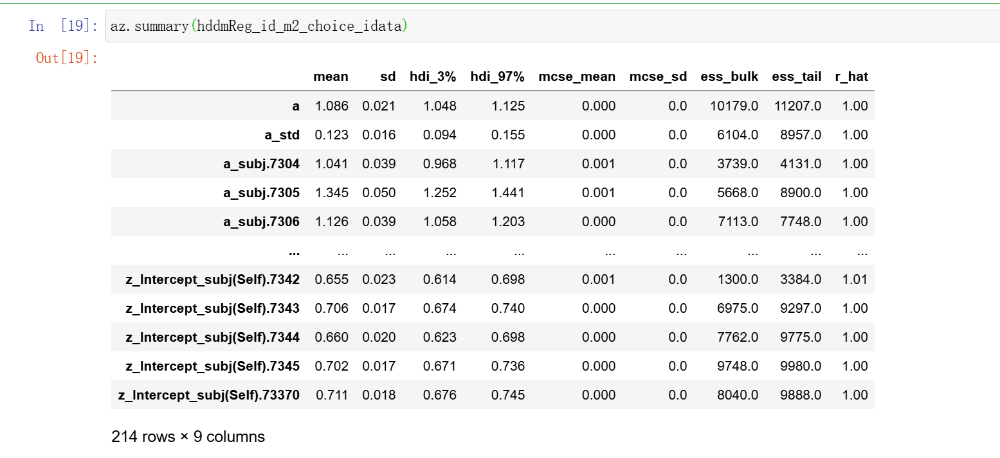 In [19]: az.summary(hddmReg_id_m2_choice_idata)
Out[19]:
mean sd hdi_3% hdi_97% mcse_mean mcse_sd ess_bulk ess_tail r_hat
a 1.086 0.021 1.048 1.125 0.000 0.0 10179.0 11207.0 1.00
a_std 0.123 0.016 0.094 0.155 0.000 0.0 6104.0 8957.0 1.00
a_subj.7304 1.041 0.039 0.968 1.117 0.001 0.0 3739.0 4131.0 1.00
a_subj.7305 1.345 0.050 1.252 1.441 0.001 0.0 5668.0 8900.0 1.00
a_subj.7306 1.126 0.039 1.058 1.203 0.000 0.0 7113.0 7748.0 1.00
... ... ... ... ... ... ... ... ... ...
z_Intercept_subj(Self).7342 0.655 0.023 0.614 0.698 0.001 0.0 1300.0 3384.0 1.01
z_Intercept_subj(Self).7343 0.706 0.017 0.674 0.740 0.000 0.0 6975.0 9297.0 1.00
z_Intercept_subj(Self).7344 0.660 0.020 0.623 0.698 0.000 0.0 7762.0 9775.0 1.00
z_Intercept_subj(Self).7345 0.702 0.017 0.671 0.736 0.000 0.0 9748.0 9980.0 1.00
z_Intercept_subj(Self).73370 0.711 0.018 0.676 0.745 0.000 0.0 8040.0 9888.0 1.00
214 rows × 9 columns